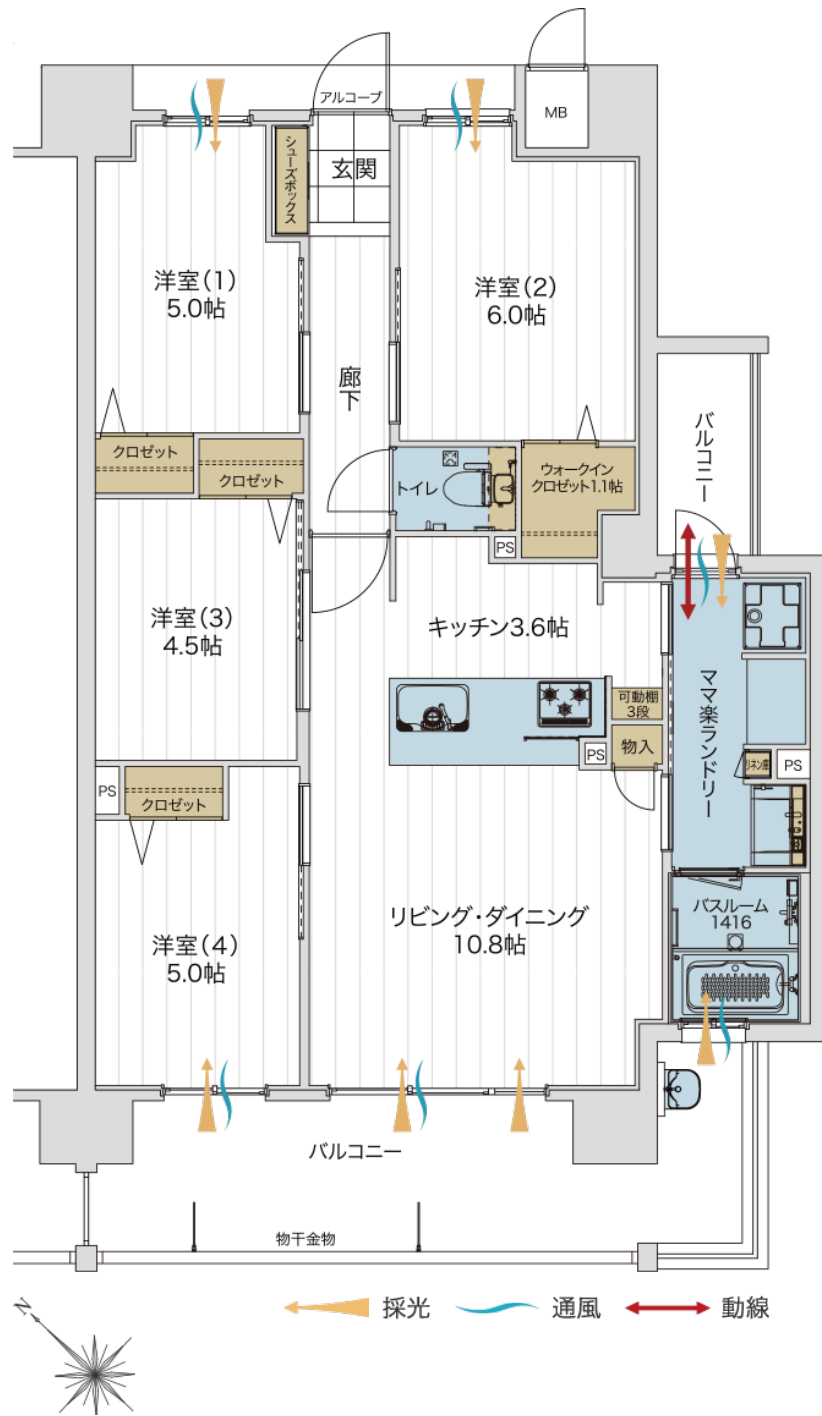 アルコーブ
MB
シューズボックス
玄関
洋室(1)
5.0帖
洋室(2)
6.0帖
廊下
バルコニー
クロゼット
クロゼット
トイレ
ウォークイン
クロゼット1.1帖
PS
洋室(3)
4.5帖
キッチン3.6帖
可動棚
3段
ママ楽ランドリー
物入
PS
リネン庫
PS
PS
クロゼット
リビング・ダイニング
10.8帖
バスルーム
1416
洋室(4)
5.0帖
バルコニー
物干金物
採光
通風
動線
N